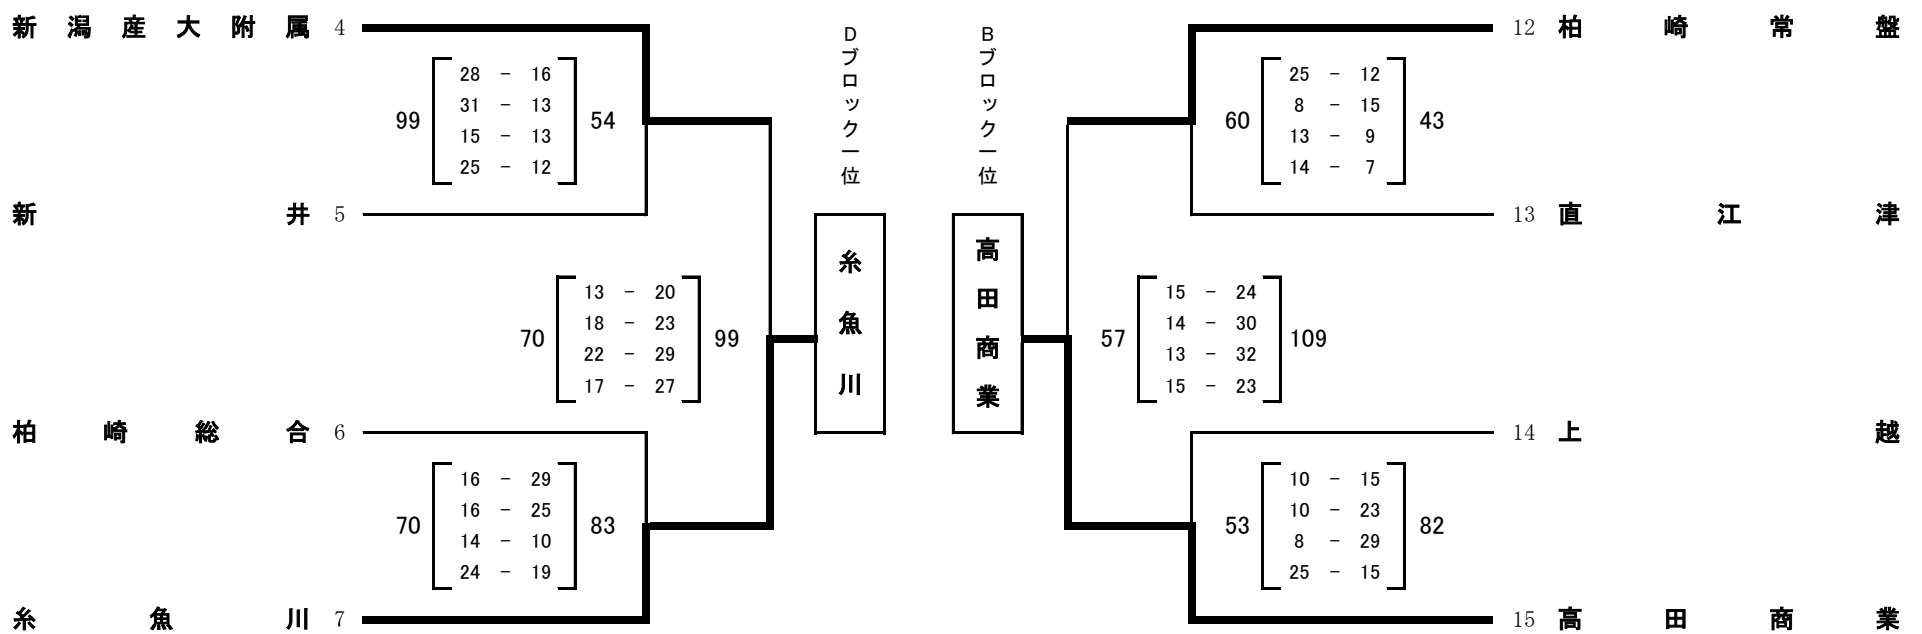 新潟産大附属 4
28 - 16
31 - 13
99 54
15 - 13
25 - 12
新井 5
13 - 20
18 - 23
70 99
22 - 29
17 - 27
柏崎総合 6
16 - 29
16 - 25
70 83
14 - 10
24 - 19
糸魚川 7
Dブロック一位
糸魚川
Bブロック一位
高田商業
12 柏崎常盤
25 - 12
8 - 15
60 43
13 - 9
14 - 7
13 直江津
15 - 24
14 - 30
57 109
13 - 32
15 - 23
14 上越
10 - 15
10 - 23
53 82
8 - 29
25 - 15
15 高田商業